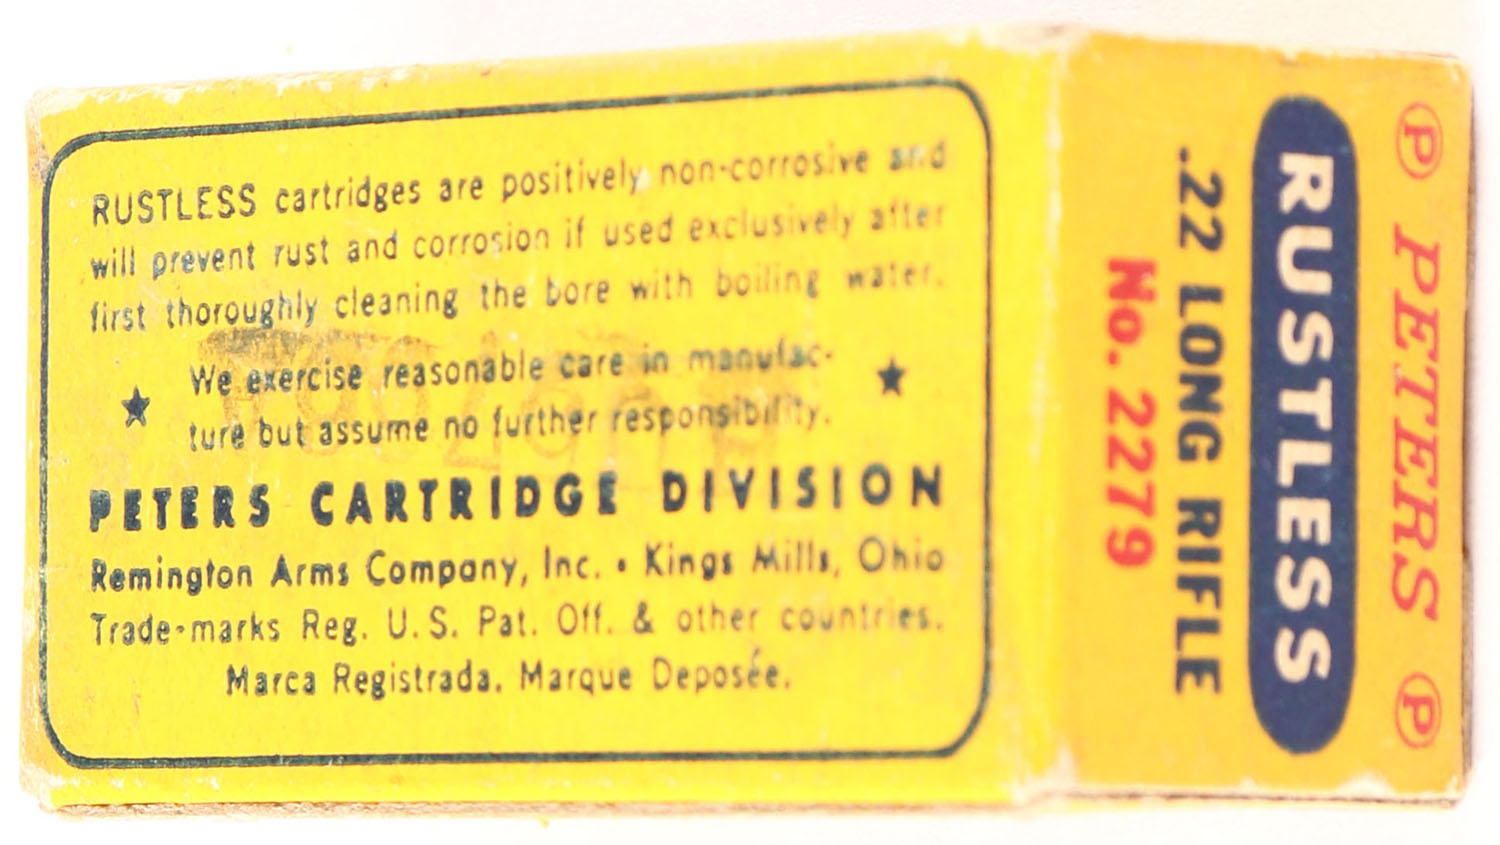 RUSTLESS cartridges are positively non-corrosive and
will prevent rust and corrosion if used exclusively after
first thoroughly cleaning the bore with boiling water.
We exercise reasonable care in manufac-
ture but assume no further responsibility.
PETERS CARTRIDGE DIVISION
Remington Arms Company, Inc. • Kings Mills, Ohio
Trade-marks Reg. U.S. Pat. Off. & other countries.
Marca Registrada. Marque Deposée.
P PETERS P
RUSTLESS
.22 LONG RIFLE
No. 2279